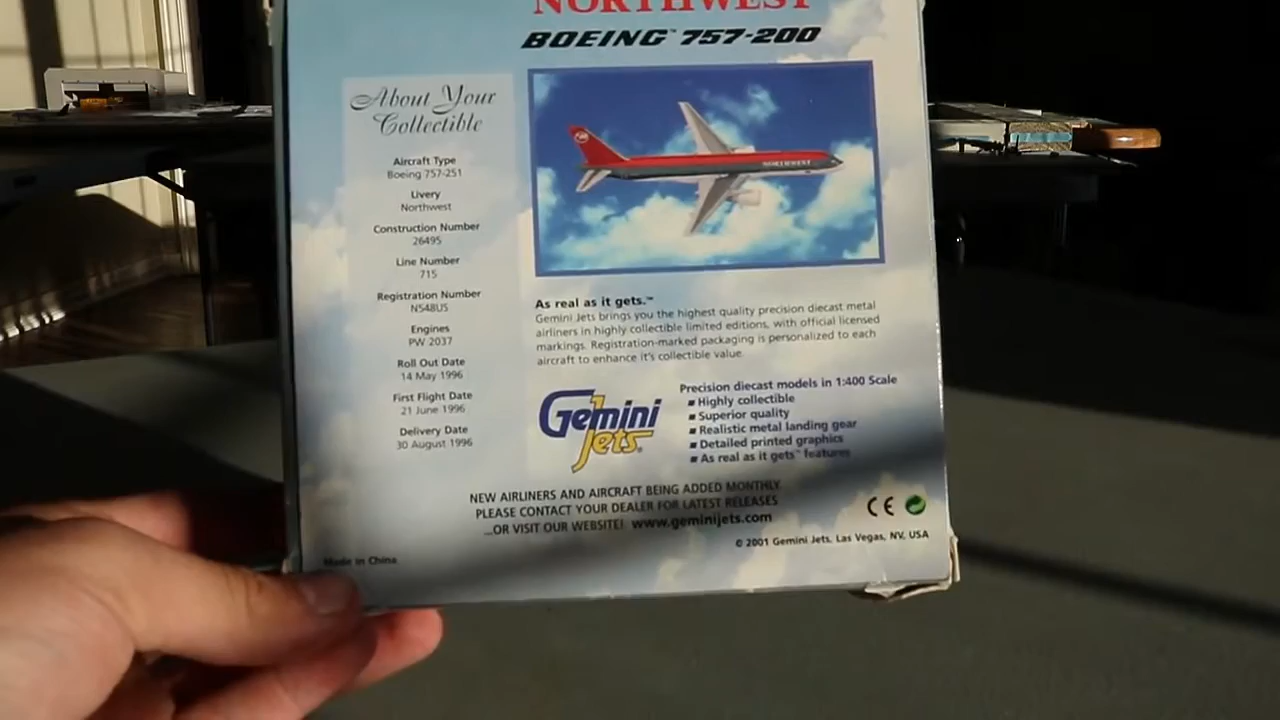 NORTHWEST
BOEING™ 757-200
About Your
Collectible
Aircraft Type
Boeing 757-251
Livery
Northwest
Construction Number
26495
Line Number
715
Registration Number
N548US
Engines
PW 2037
Roll Out Date
14 May 1996
First Flight Date
21 June 1996
Delivery Date
30 August 1996
NORTHWEST
As real as it gets.™
Gemini Jets brings you the highest quality precision diecast metal
airliners in highly collectible limited editions, with official licensed
markings. Registration-marked packaging is personalized to each
aircraft to enhance it's collectible value.
Gemini
Jets®
Precision diecast models in 1:400 Scale
■ Highly collectible
■ Superior quality
■ Realistic metal landing gear
■ Detailed printed graphics
■ As real as it gets™ features
NEW AIRLINERS AND AIRCRAFT BEING ADDED MONTHLY
PLEASE CONTACT YOUR DEALER FOR LATEST RELEASES
...OR VISIT OUR WEBSITE! www.geminijets.com
CE
© 2001 Gemini Jets, Las Vegas, NV, USA
Made in China